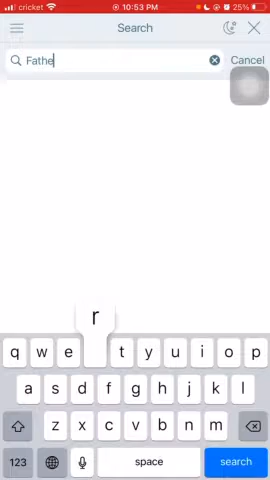 cricket 10:53 PM 25%
Search
Fathe Cancel
r
q w e t y u i o p
a s d f g h j k l
z x c v b n m
123 space search